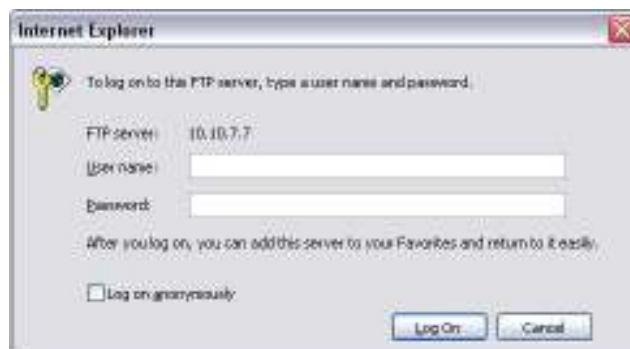 Internet Explorer
To log on to this FTP server, type a user name and password.
FTP server: 10.10.7.7
User name:
Password:
After you log on, you can add this server to your Favorites and return to it easily.
Log on anonymously
Log On Cancel